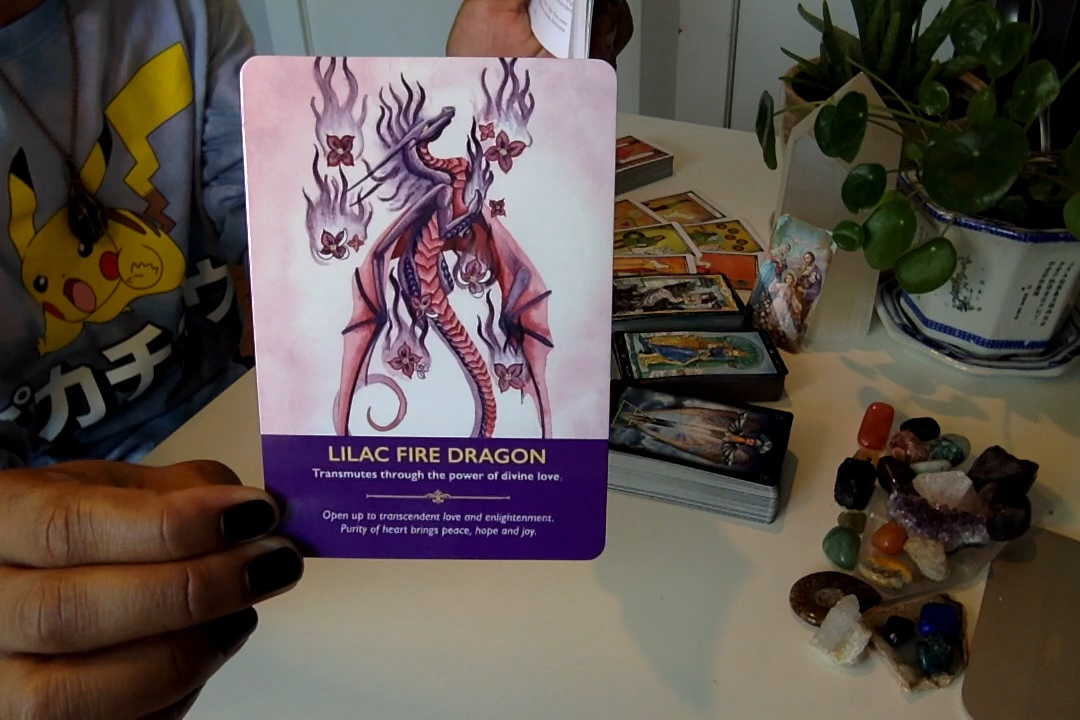 LILAC FIRE DRAGON
Transmutes through the power of divine love.
Open up to transcendent love and enlightenment.
Purity of heart brings peace, hope and joy.
カチュウ